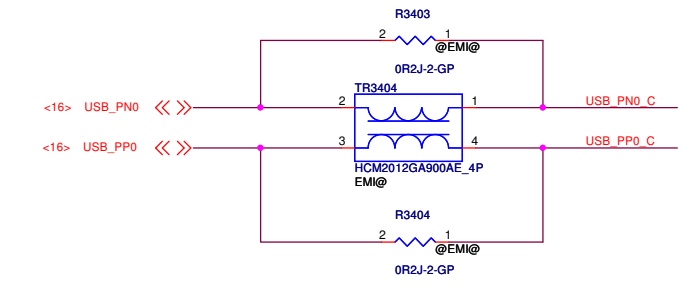 R3403
2 1
@EMI@
0R2J-2-GP
TR3404
<16> USB_PN0 2 1 USB_PN0_C
<16> USB_PP0 3 4 USB_PP0_C
HCM2012GA900AE_4P
EMI@
R3404
2 1
@EMI@
0R2J-2-GP